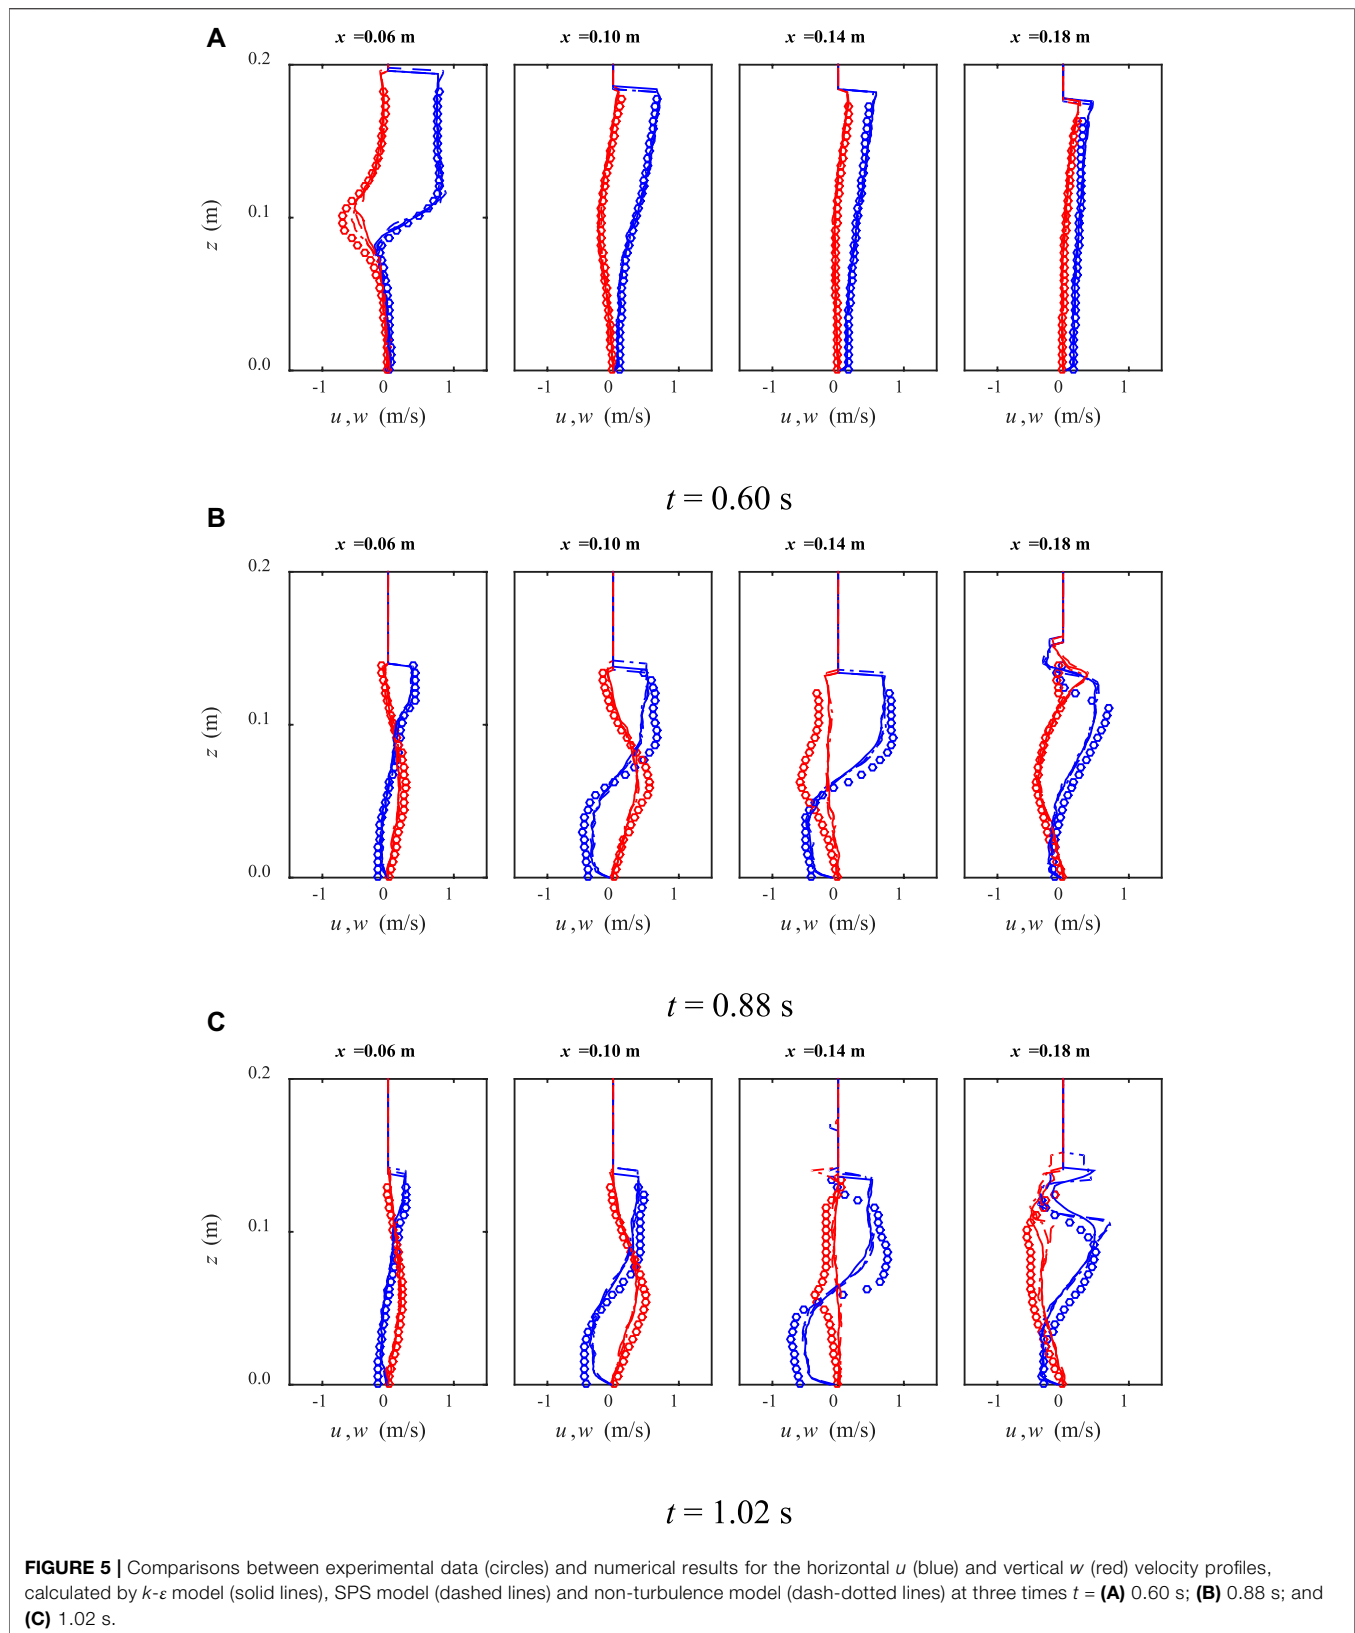 A
x =0.06 m x =0.10 m x =0.14 m x =0.18 m
0.2
z (m)
0.1
0.0
-1 0 1 -1 0 1 -1 0 1 -1 0 1
u ,w (m/s) u ,w (m/s) u ,w (m/s) u ,w (m/s)
t = 0.60 s
B
x =0.06 m x =0.10 m x =0.14 m x =0.18 m
0.2
z (m)
0.1
0.0
-1 0 1 -1 0 1 -1 0 1 -1 0 1
u ,w (m/s) u ,w (m/s) u ,w (m/s) u ,w (m/s)
t = 0.88 s
C
x =0.06 m x =0.10 m x =0.14 m x =0.18 m
0.2
z (m)
0.1
0.0
-1 0 1 -1 0 1 -1 0 1 -1 0 1
u ,w (m/s) u ,w (m/s) u ,w (m/s) u ,w (m/s)
t = 1.02 s
FIGURE 5 | Comparisons between experimental data (circles) and numerical results for the horizontal u (blue) and vertical w (red) velocity profiles,
calculated by k-ε model (solid lines), SPS model (dashed lines) and non-turbulence model (dash-dotted lines) at three times t = (A) 0.60 s; (B) 0.88 s; and
(C) 1.02 s.